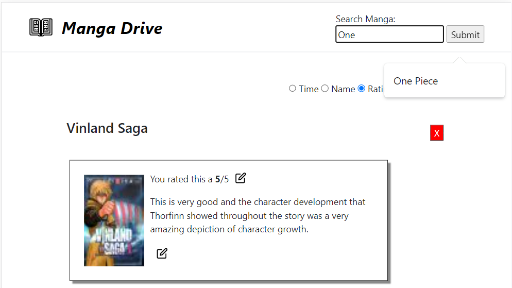 Manga Drive
Search Manga:
One
Submit
One Piece
Time Name Rati
Vinland Saga
X
You rated this a 5/5
This is very good and the character development that
Thorfinn showed throughout the story was a very
amazing depiction of character growth.
VINLAND
SAGA